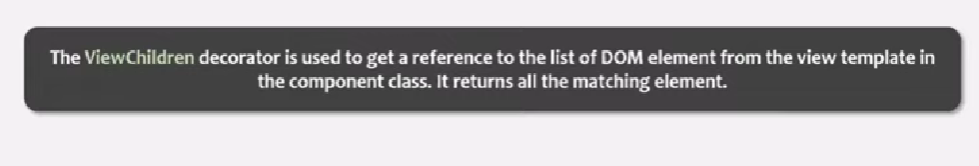 The ViewChildren decorator is used to get a reference to the list of DOM element from the view template in
the component class. It returns all the matching element.